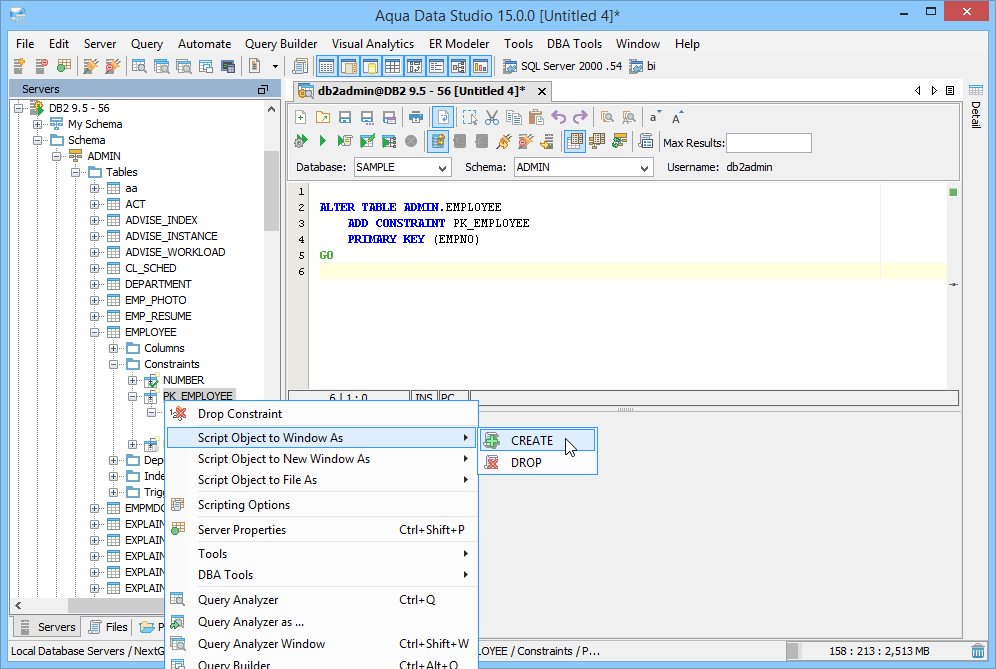 Aqua Data Studio 15.0.0 [Untitled 4]*
File Edit Server Query Automate Query Builder Visual Analytics ER Modeler Tools DBA Tools Window Help
SQL Server 2000 .54 bi
Servers
DB2 9.5 - 56
My Schema
Schema
ADMIN
Tables
aa
ACT
ADVISE_INDEX
ADVISE_INSTANCE
ADVISE_WORKLOAD
CL_SCHED
DEPARTMENT
EMP_PHOTO
EMP_RESUME
EMPLOYEE
Columns
Constraints
NUMBER
PK_EMPLOYEE
Dep
Inde
Trigg
EMPMDC
EXPLAIN
EXPLAIN
EXPLAIN
EXPLAIN
EXPLAIN
Servers Files P
db2admin@DB2 9.5 - 56 [Untitled 4]*
Detail
Max Results:
Database: SAMPLE Schema: ADMIN Username: db2admin
1
2 ALTER TABLE ADMIN.EMPLOYEE
3 ADD CONSTRAINT PK_EMPLOYEE
4 PRIMARY KEY (EMPNO)
5 GO
6
6 | 1 : 0 INS PC
Drop Constraint
Script Object to Window As
Script Object to New Window As
Script Object to File As
Scripting Options
Server Properties Ctrl+Shift+P
Tools
DBA Tools
Query Analyzer Ctrl+Q
Query Analyzer as ...
Query Analyzer Window Ctrl+Shift+W
Query Builder Ctrl+Alt+Q
CREATE
DROP
Local Database Servers / NextG
LOYEE / Constraints / P...
158 : 213 : 2,513 MB